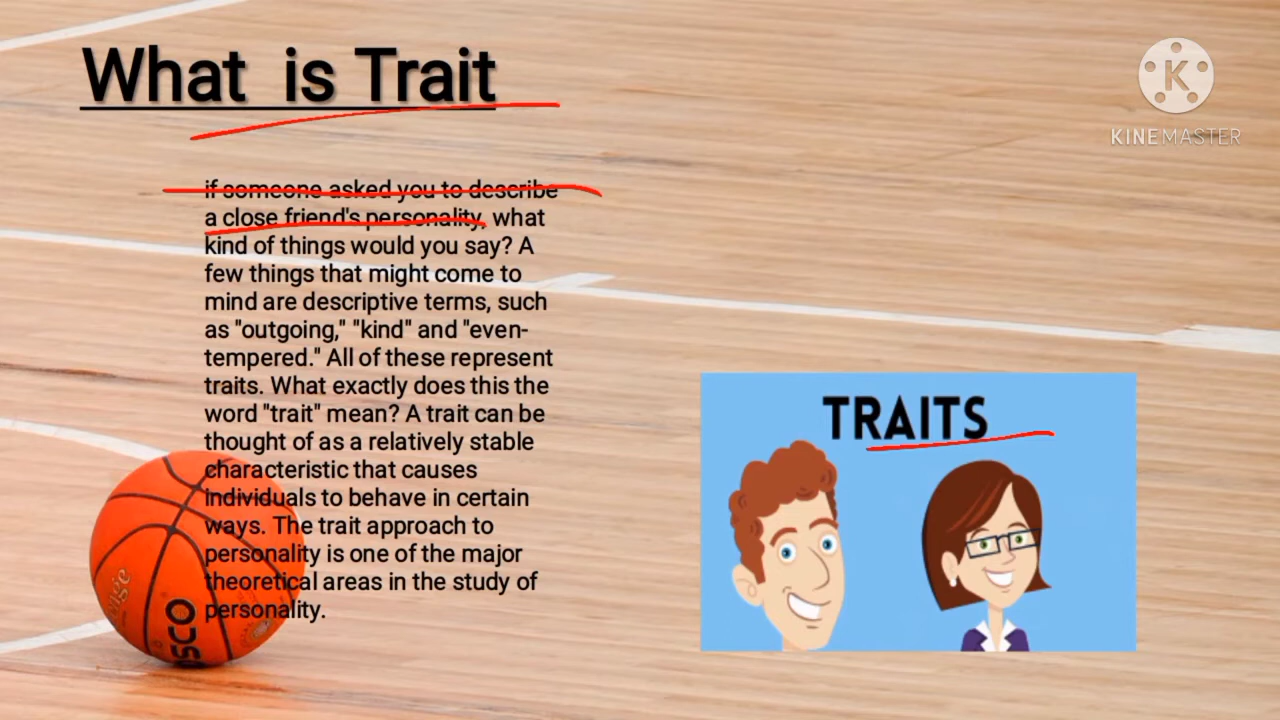 What is Trait
KINEMASTER
if someone asked you to describe
a close friend's personality, what
kind of things would you say? A
few things that might come to
mind are descriptive terms, such
as "outgoing," "kind" and "even-
tempered." All of these represent
traits. What exactly does this the
word "trait" mean? A trait can be
thought of as a relatively stable
characteristic that causes
individuals to behave in certain
ways. The trait approach to
personality is one of the major
theoretical areas in the study of
personality.
TRAITS